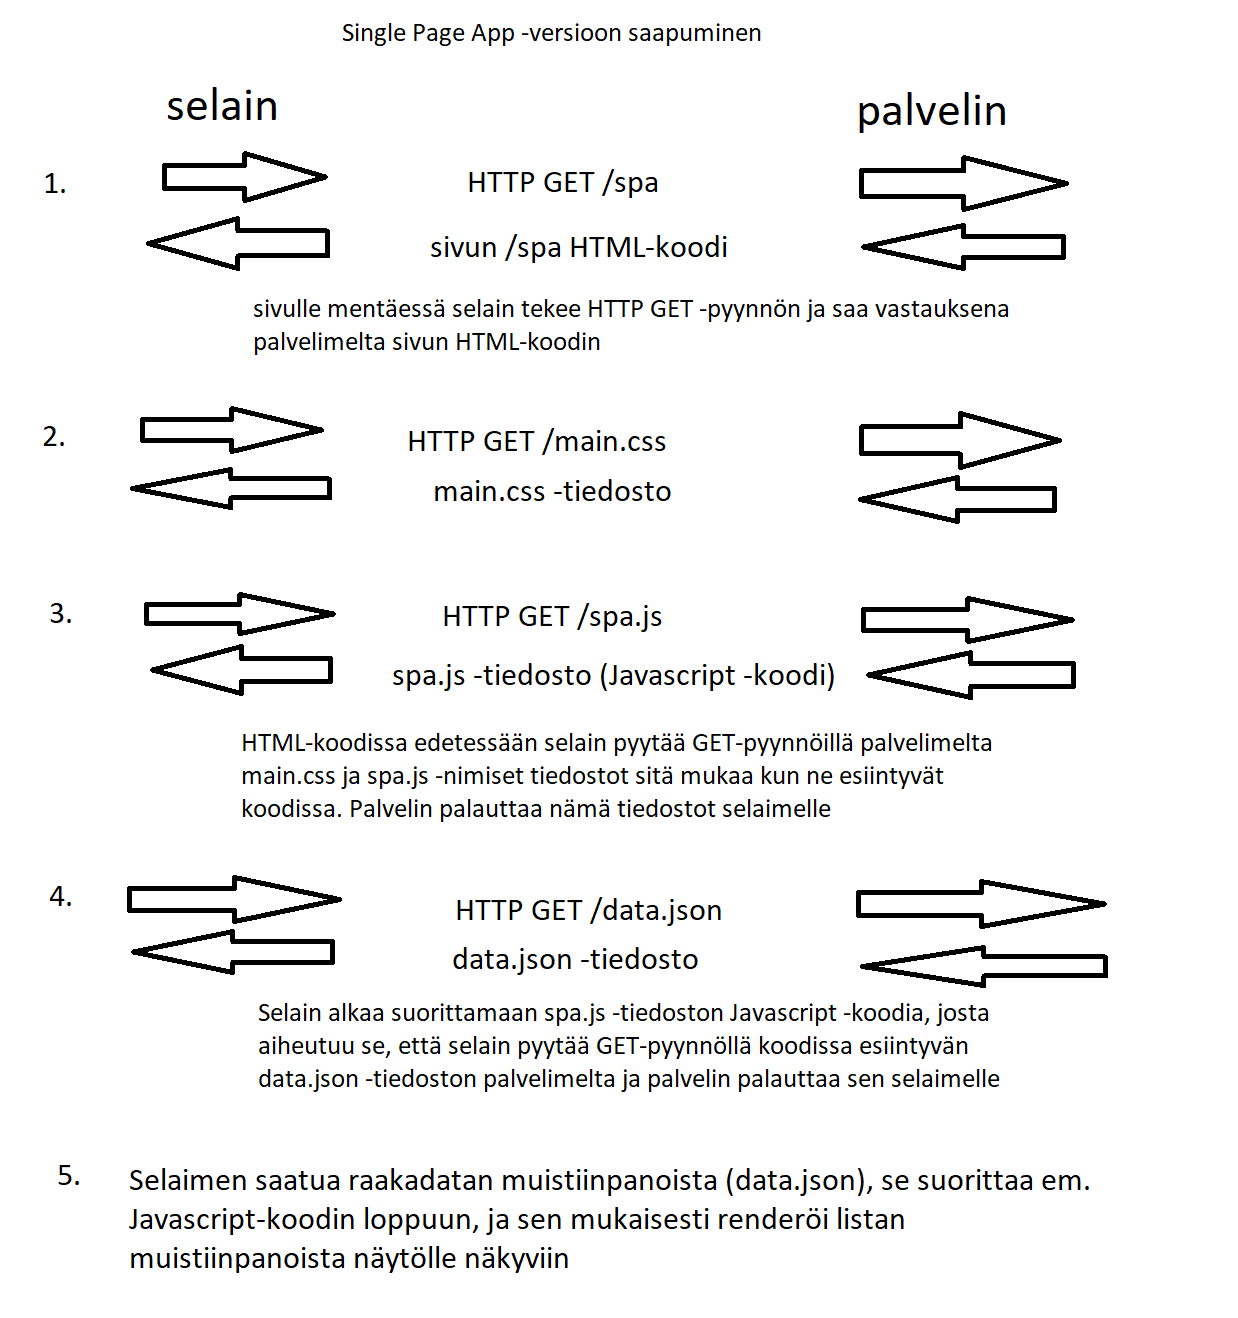 Single Page App -versioon saapuminen
selain
palvelin
1.
HTTP GET /spa
sivun /spa HTML-koodi
sivulle mentäessä selain tekee HTTP GET -pyynnön ja saa vastauksena
palvelimelta sivun HTML-koodin
2.
HTTP GET /main.css
main.css -tiedosto
3.
HTTP GET /spa.js
spa.js -tiedosto (Javascript -koodi)
HTML-koodissa edetessään selain pyytää GET-pyynnöillä palvelimelta
main.css ja spa.js -nimiset tiedostot sitä mukaa kun ne esiintyvät
koodissa. Palvelin palauttaa nämä tiedostot selaimelle
4.
HTTP GET /data.json
data.json -tiedosto
Selain alkaa suorittamaan spa.js -tiedoston Javascript -koodia, josta
aiheutuu se, että selain pyytää GET-pyynnöllä koodissa esiintyvän
data.json -tiedoston palvelimelta ja palvelin palauttaa sen selaimelle
5.
Selaimen saatua raakadatan muistiinpanoista (data.json), se suorittaa em.
Javascript-koodin loppuun, ja sen mukaisesti renderöi listan
muistiinpanoista näytölle näkyviin